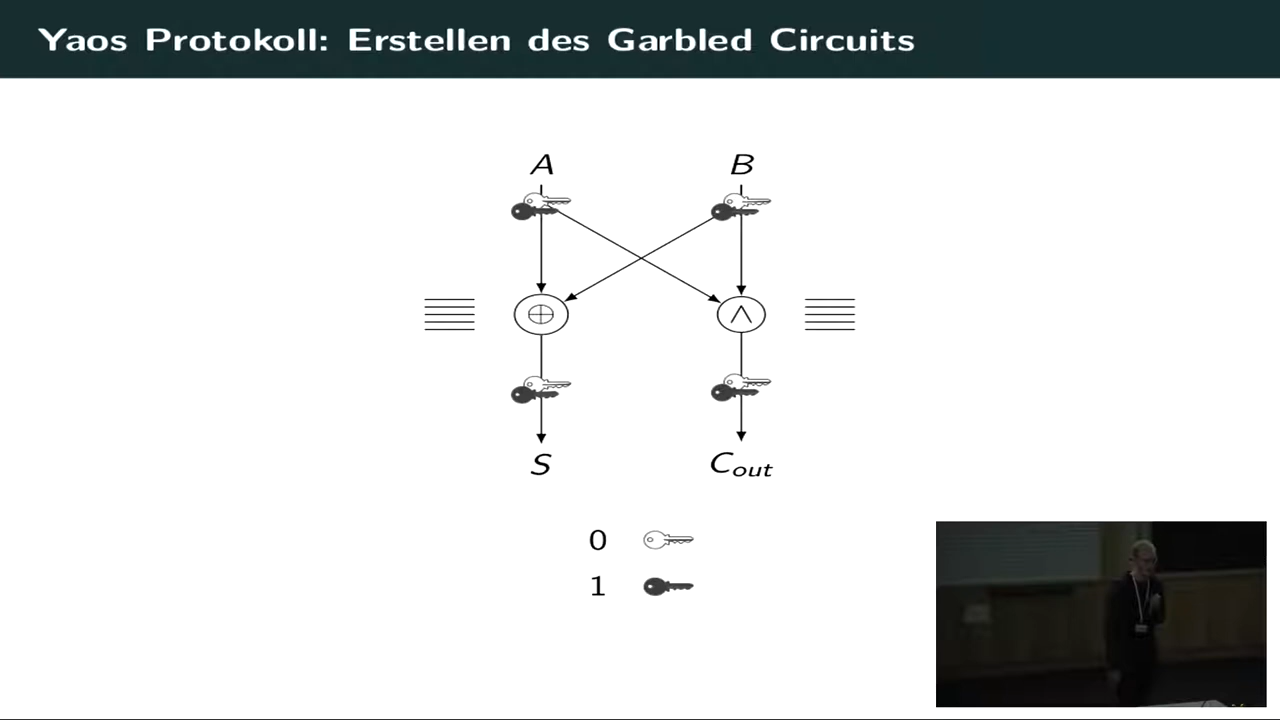 Yaos Protokoll: Erstellen des Garbled Circuits
A B
⊕ ∧
S C_out
0
1